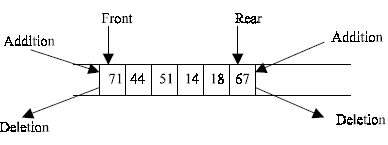 Front Rear
Addition Addition
71 44 51 14 18 67
Deletion Deletion